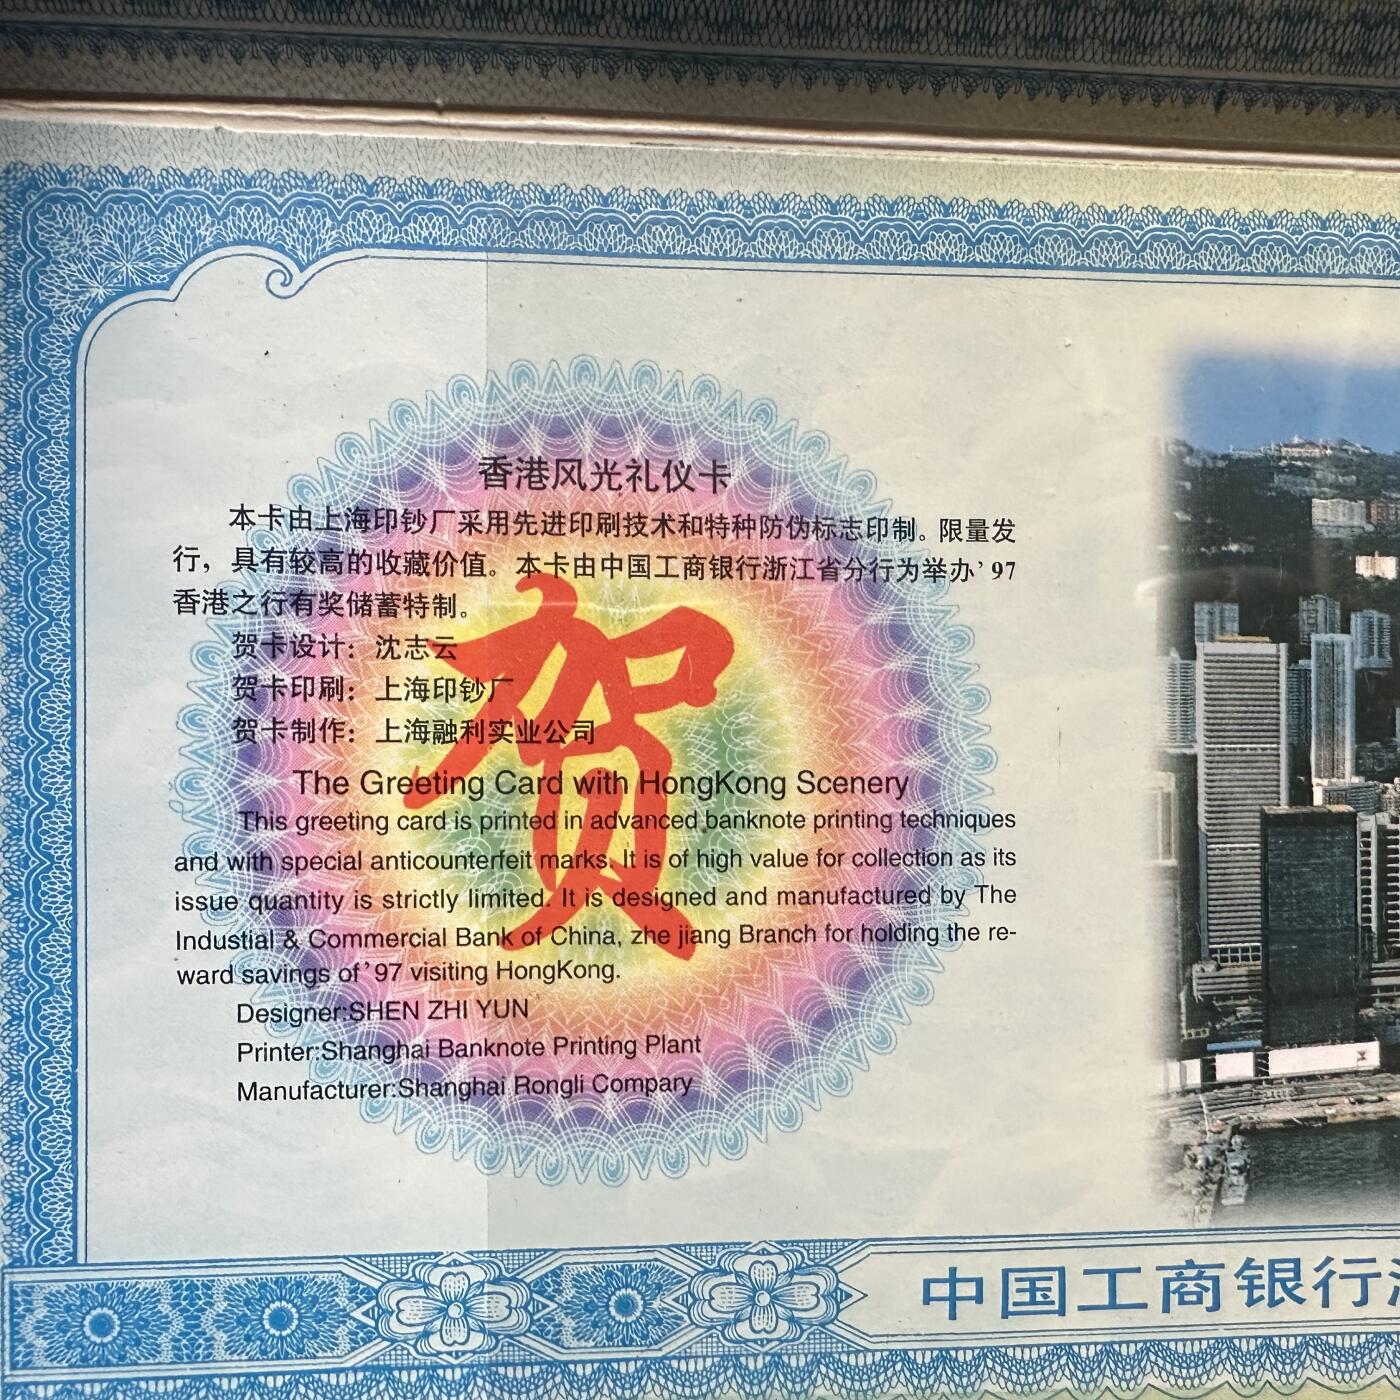 香港风光礼仪卡
本卡由上海印钞厂采用先进印刷技术和特种防伪标志印制。限量发
行，具有较高的收藏价值。本卡由中国工商银行浙江省分行为举办’97
香港之行有奖储蓄特制。
贺卡设计：沈志云
贺卡印刷：上海印钞厂
贺卡制作：上海融利实业公司
贺
The Greeting Card with HongKong Scenery
This greeting card is printed in advanced banknote printing techniques
and with special anticounterfeit marks. It is of high value for collection as its
issue quantity is strictly limited. It is designed and manufactured by The
Industial & Commercial Bank of China, zhe jiang Branch for holding the re-
ward savings of ’97 visiting HongKong.
Designer:SHEN ZHI YUN
Printer:Shanghai Banknote Printing Plant
Manufacturer:Shanghai Rongli Compary
中国工商银行